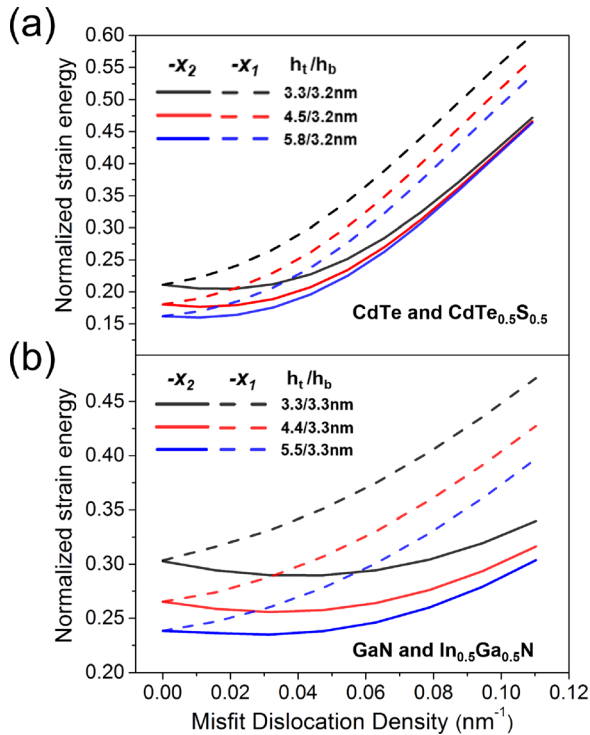 (a)
0.60
0.55
0.50
0.45
0.40
0.35
0.30
0.25
0.20
0.15
Normalized strain energy
-x2 -x1 ht/hb
3.3/3.2nm
4.5/3.2nm
5.8/3.2nm
CdTe and CdTe0.5S0.5
(b)
0.45
0.40
0.35
0.30
0.25
0.20
Normalized strain energy
-x2 -x1 ht/hb
3.3/3.3nm
4.4/3.3nm
5.5/3.3nm
GaN and In0.5Ga0.5N
0.00 0.02 0.04 0.06 0.08 0.10 0.12
Misfit Dislocation Density (nm-1)